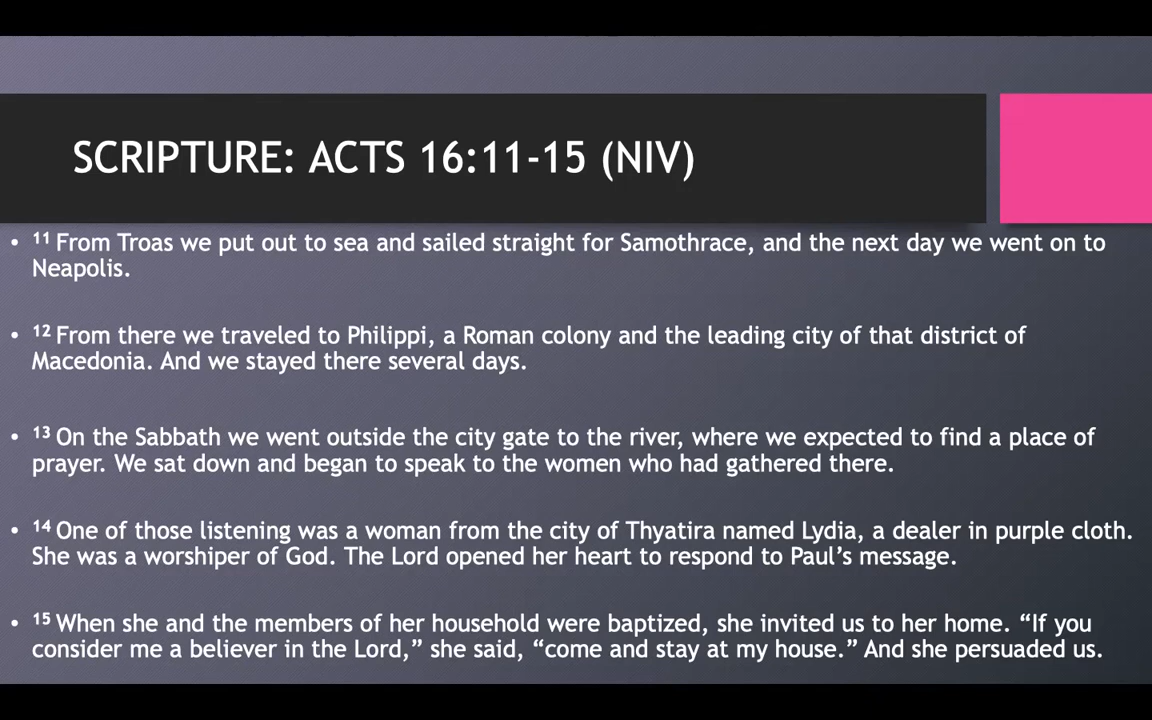 SCRIPTURE: ACTS 16:11-15 (NIV)
• ¹¹ From Troas we put out to sea and sailed straight for Samothrace, and the next day we went on to
Neapolis.
• ¹² From there we traveled to Philippi, a Roman colony and the leading city of that district of
Macedonia. And we stayed there several days.
• ¹³ On the Sabbath we went outside the city gate to the river, where we expected to find a place of
prayer. We sat down and began to speak to the women who had gathered there.
• ¹⁴ One of those listening was a woman from the city of Thyatira named Lydia, a dealer in purple cloth.
She was a worshiper of God. The Lord opened her heart to respond to Paul’s message.
• ¹⁵ When she and the members of her household were baptized, she invited us to her home. “If you
consider me a believer in the Lord,” she said, “come and stay at my house.” And she persuaded us.